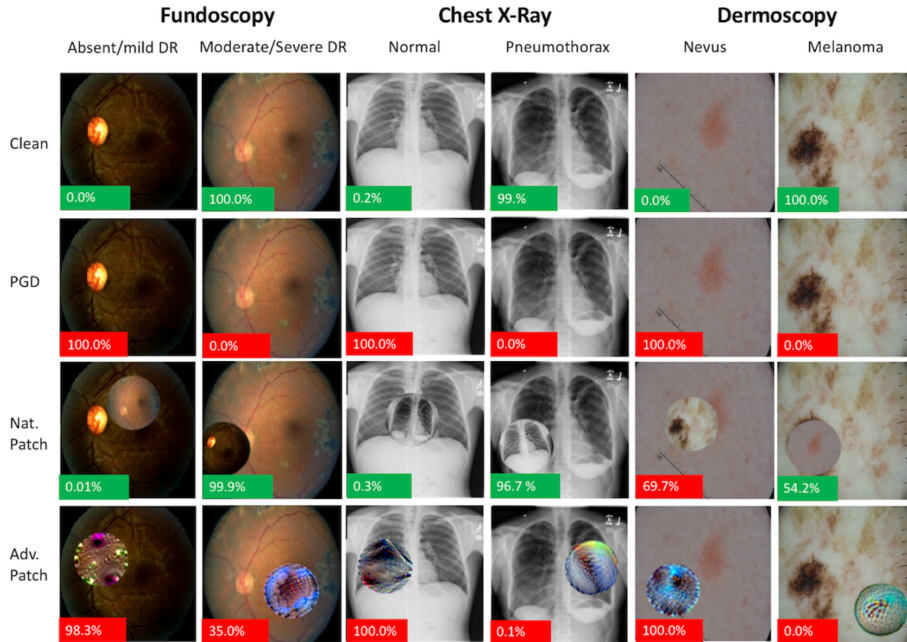 Fundoscopy Chest X-Ray Dermoscopy
Absent/mild DR Moderate/Severe DR Normal Pneumothorax Nevus Melanoma
Clean
0.0% 100.0% 0.2% 99.% 0.0% 100.0%
PGD
100.0% 0.0% 100.0% 0.0% 100.0% 0.0%
Nat.
Patch
0.01% 99.9% 0.3% 96.7 % 69.7% 54.2%
Adv.
Patch
98.3% 35.0% 100.0% 0.1% 100.0% 0.0%